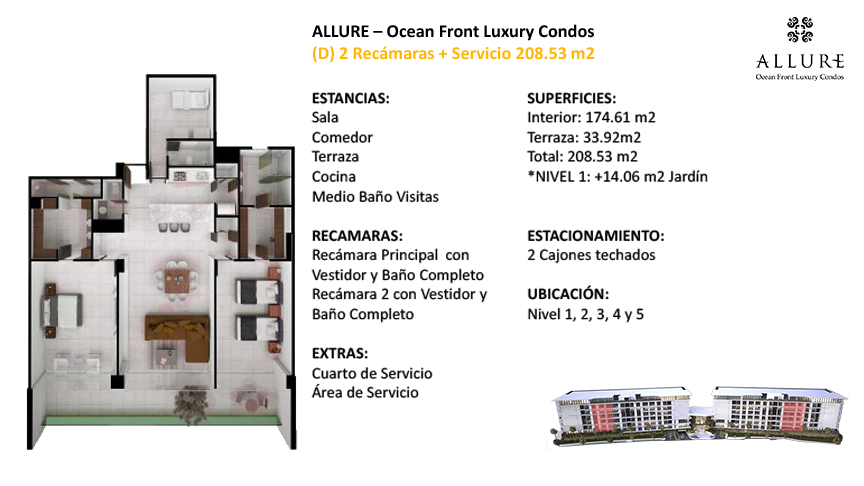 ALLURE – Ocean Front Luxury Condos
(D) 2 Recámaras + Servicio 208.53 m2
ALLURE
Ocean Front Luxury Condos
ESTANCIAS:
Sala
Comedor
Terraza
Cocina
Medio Baño Visitas
SUPERFICIES:
Interior: 174.61 m2
Terraza: 33.92m2
Total: 208.53 m2
*NIVEL 1: +14.06 m2 Jardín
RECAMARAS:
Recámara Principal con
Vestidor y Baño Completo
Recámara 2 con Vestidor y
Baño Completo
ESTACIONAMIENTO:
2 Cajones techados
UBICACIÓN:
Nivel 1, 2, 3, 4 y 5
EXTRAS:
Cuarto de Servicio
Área de Servicio